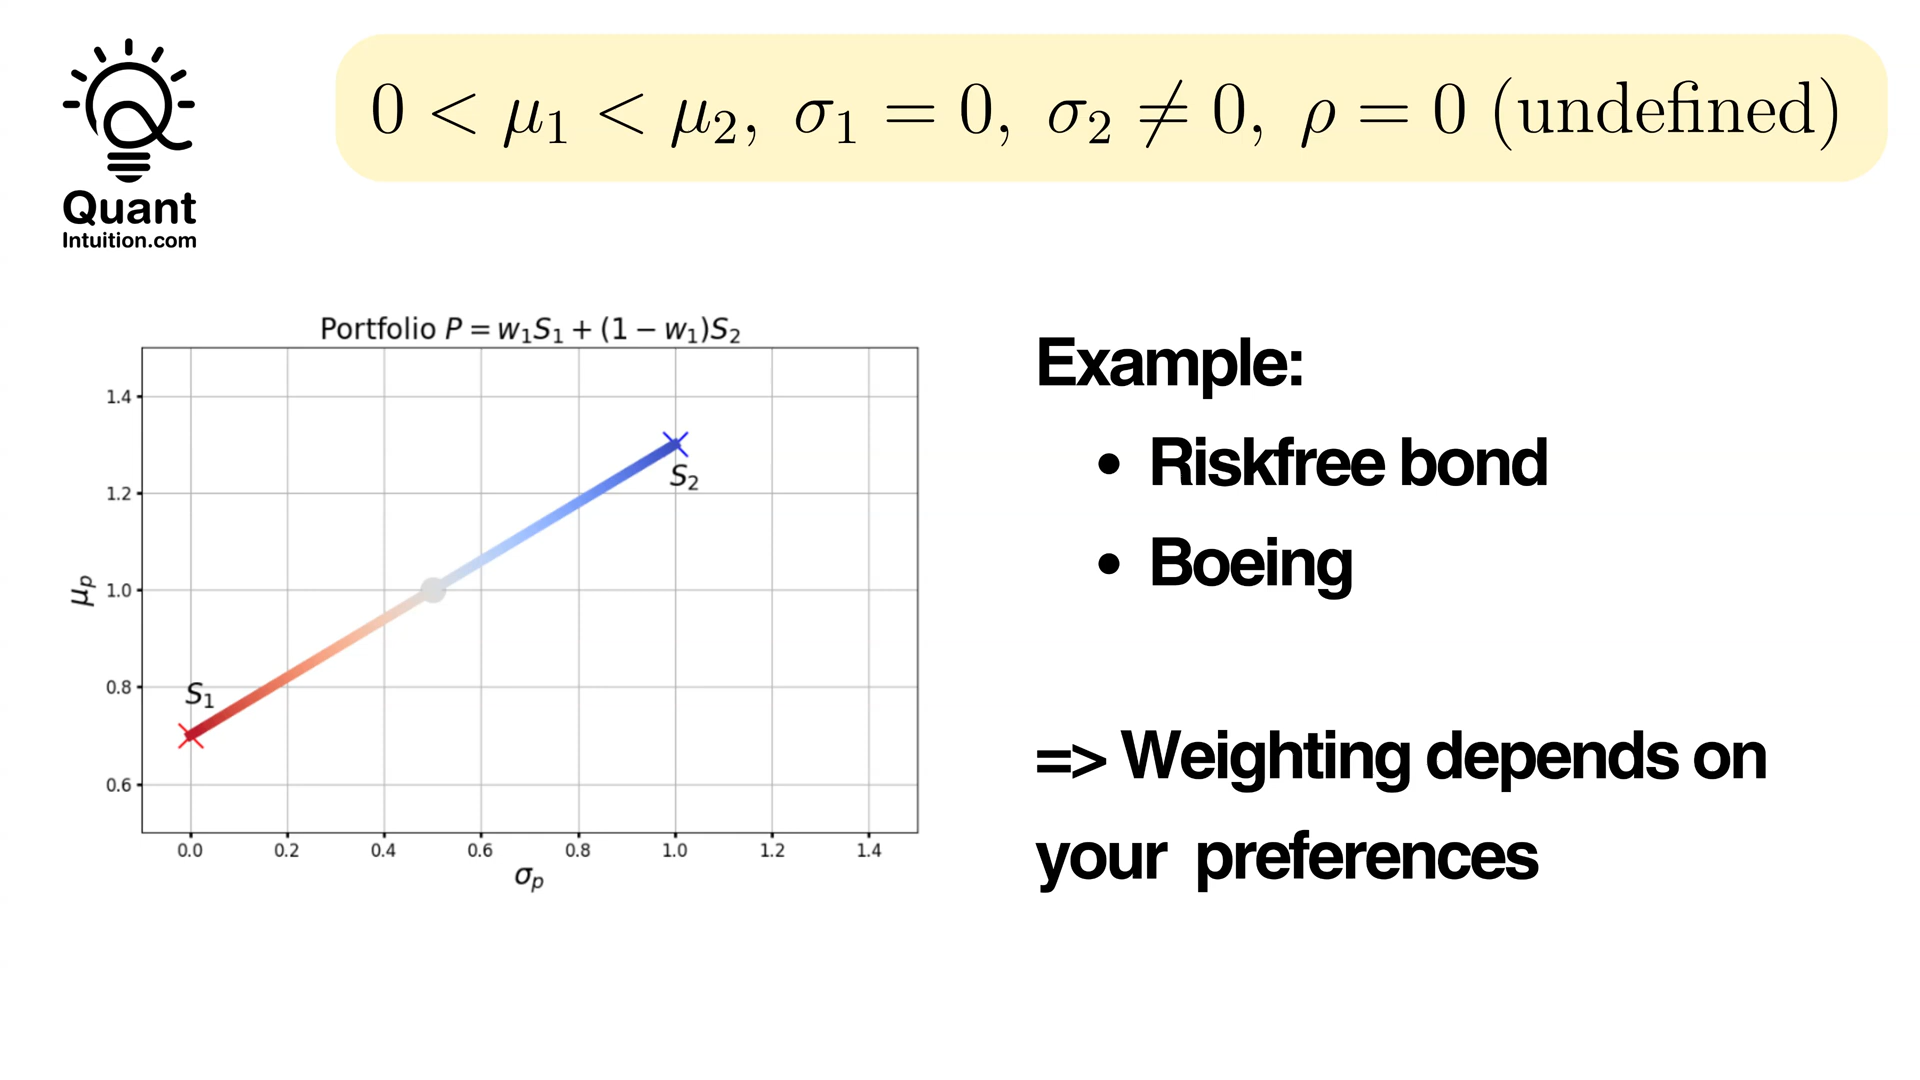 0 < μ₁ < μ₂, σ₁ = 0, σ₂ ≠ 0, ρ = 0 (undefined)
Quant
Intuition.com
Portfolio P = w₁S₁ + (1 − w₁)S₂
1.4
1.2
1.0
0.8
0.6
μₚ
S₂
S₁
0.0 0.2 0.4 0.6 0.8 1.0 1.2 1.4
σₚ
Example:
• Riskfree bond
• Boeing
=> Weighting depends on
your preferences